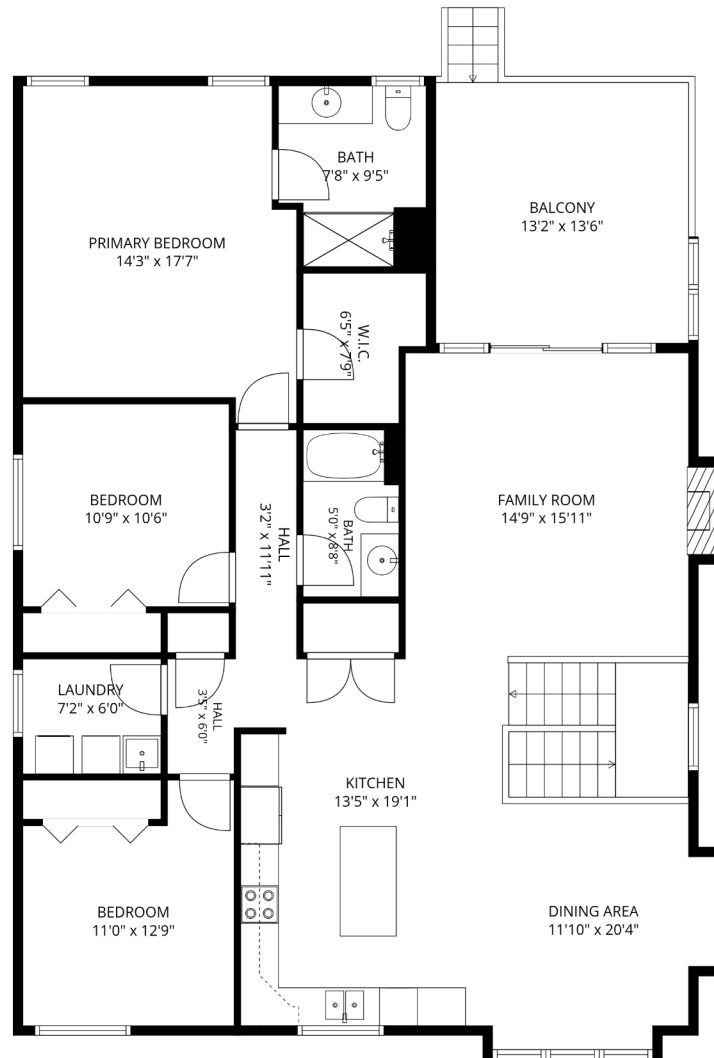 BATH
7'8" x 9'5"
BALCONY
13'2" x 13'6"
PRIMARY BEDROOM
14'3" x 17'7"
W.I.C.
6'5" x 7'9"
BEDROOM
10'9" x 10'6"
HALL
3'2" x 11'11"
BATH
5'0" x 8'8"
FAMILY ROOM
14'9" x 15'11"
LAUNDRY
7'2" x 6'0"
HALL
3'5" x 6'0"
KITCHEN
13'5" x 19'1"
BEDROOM
11'0" x 12'9"
DINING AREA
11'10" x 20'4"